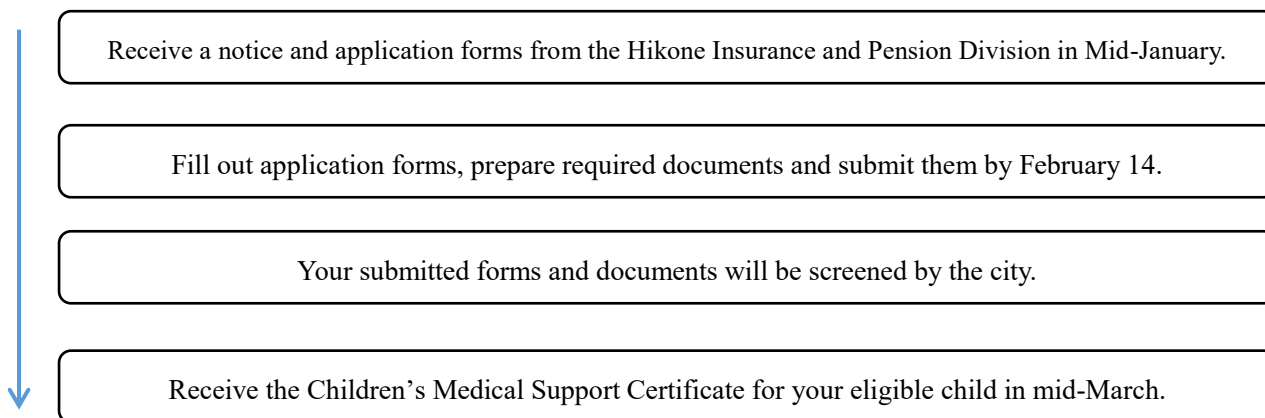 Receive a notice and application forms from the Hikone Insurance and Pension Division in Mid-January.
Fill out application forms, prepare required documents and submit them by February 14.
Your submitted forms and documents will be screened by the city.
Receive the Children’s Medical Support Certificate for your eligible child in mid-March.